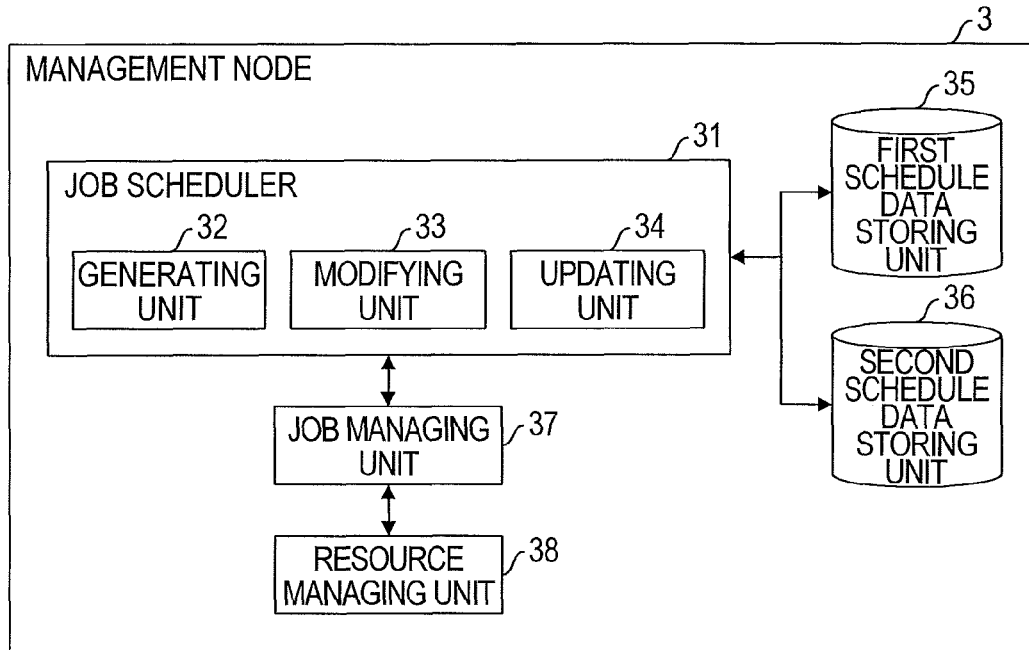 3
MANAGEMENT NODE
35
FIRST
SCHEDULE
DATA
STORING
UNIT
31
JOB SCHEDULER
32
GENERATING
UNIT
33
MODIFYING
UNIT
34
UPDATING
UNIT
36
SECOND
SCHEDULE
DATA
STORING
UNIT
JOB MANAGING
UNIT
37
RESOURCE
MANAGING UNIT
38